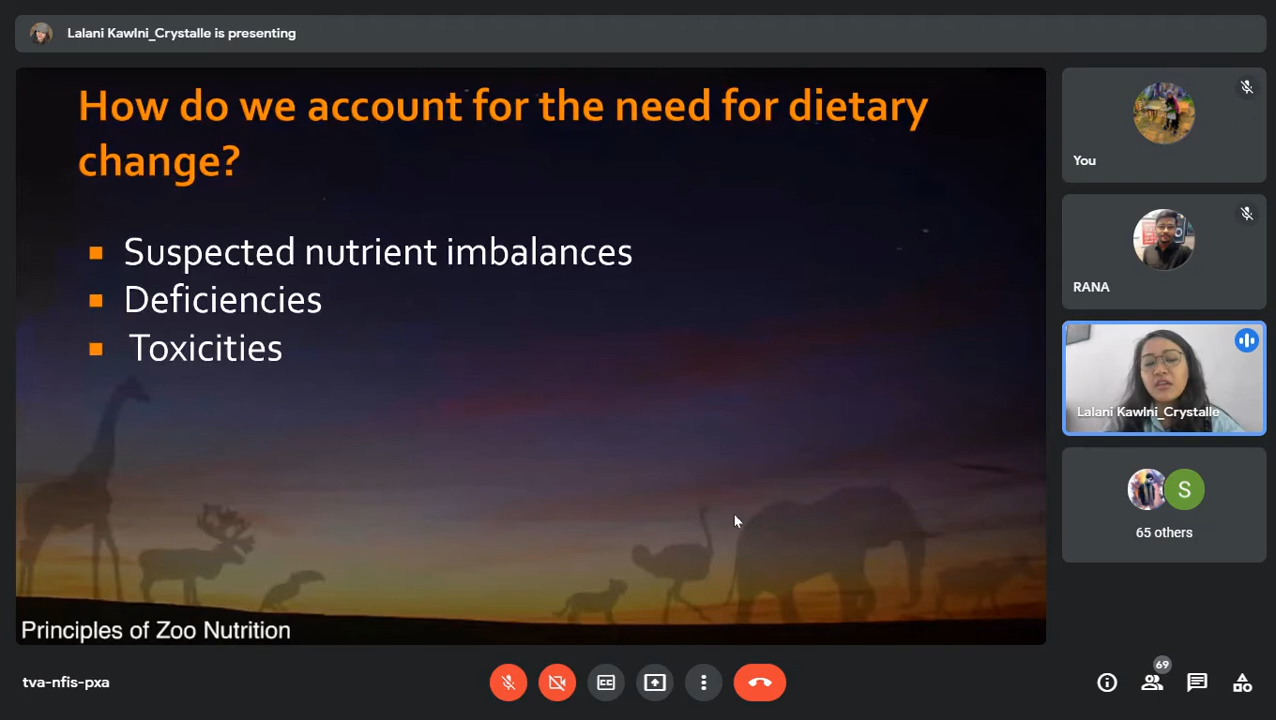 Lalani Kawlni_Crystalle is presenting
How do we account for the need for dietary
change?
Suspected nutrient imbalances
Deficiencies
Toxicities
Principles of Zoo Nutrition
You
RANA
Lalani Kawlni_Crystalle
S
65 others
tva-nfis-pxa
CC
69